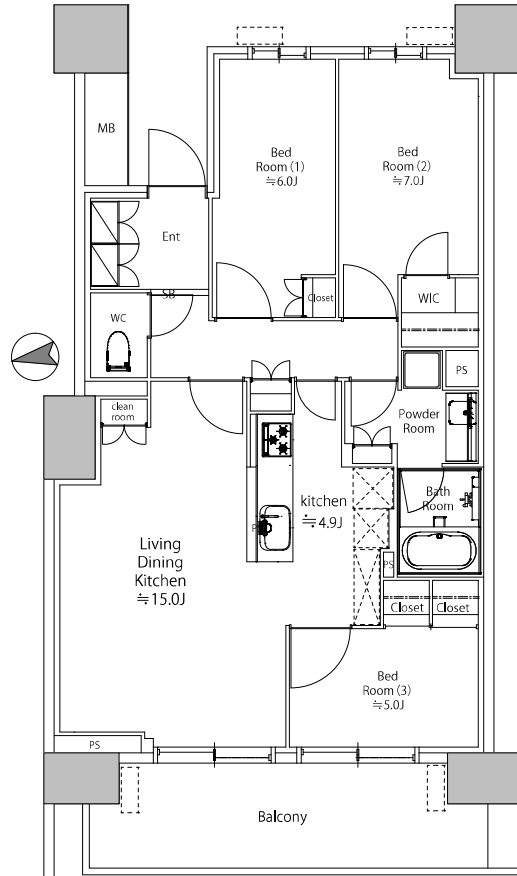 MB
Bed
Room (1)
≒6.0J
Bed
Room (2)
≒7.0J
Ent
SB
Closet
WIC
WC
PS
clean
room
Powder
Room
kitchen
≒4.9J
Bath
Room
Living
Dining
Kitchen
≒15.0J
PS
Closet
Closet
Bed
Room (3)
≒5.0J
PS
Balcony